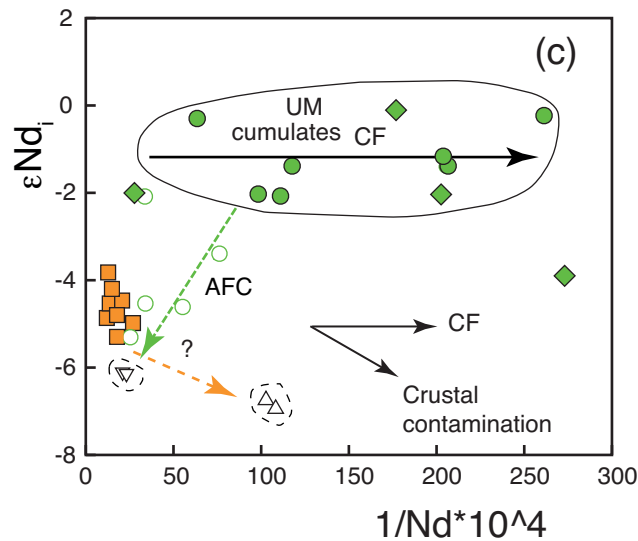 2
(c)
0
UM
cumulates
CF
εNdi
-2
-4
AFC
CF
?
-6
Crustal
contamination
-8
0 50 100 150 200 250 300
1/Nd*10^4